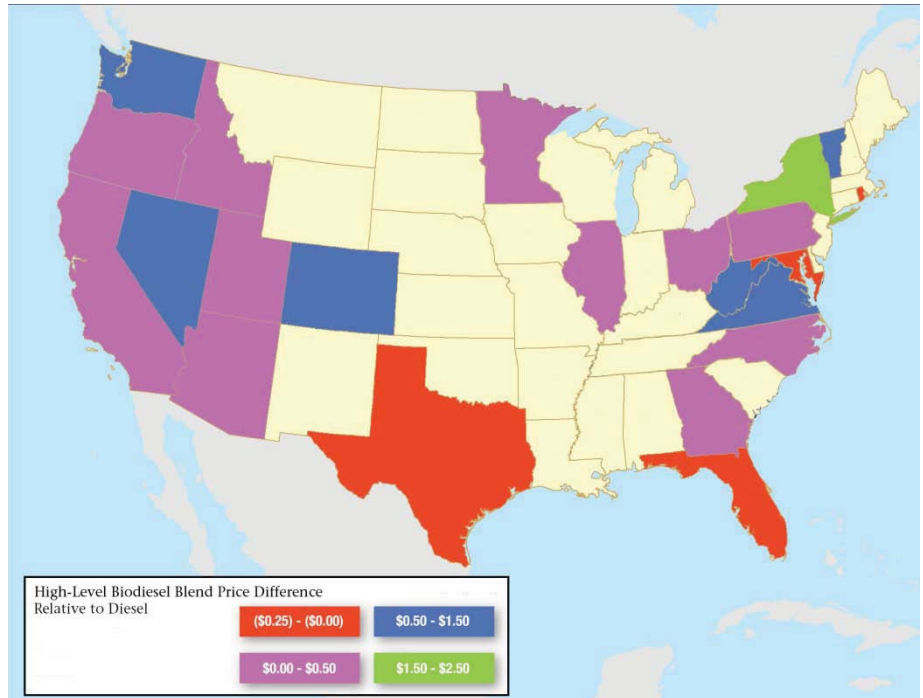 High-Level Biodiesel Blend Price Difference
Relative to Diesel
($0.25) - ($0.00)
$0.50 - $1.50
$0.00 - $0.50
$1.50 - $2.50